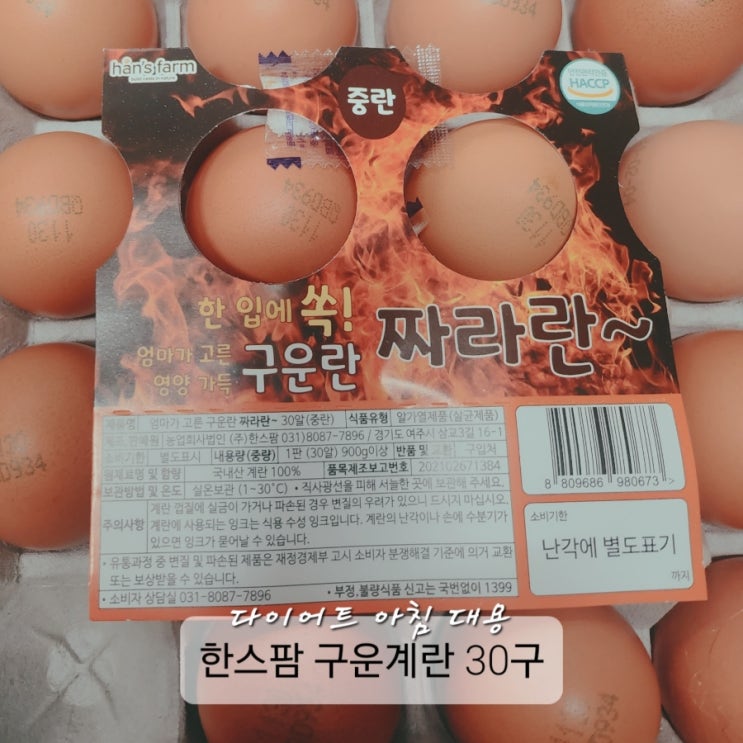 han's farm
중란
안전관리인증
HACCP
QBD934
1130
한 입에 쏙!
엄마가 고른
영양 가득
구운란
짜라란~
제품명 엄마가 고른 구운란 짜라란~ 30알(중란) 식품유형 알가열제품(살균제품)
농업회사법인 (주)한스팜 031)8087-7896 / 경기도 여주시 삼교3길 16-1
소비기한 별도표시 내용량(중량) 1판 (30알) 900g이상 반품 및 교환 구입처
원재료명 및 함량 국내산 계란 100% 품목제조보고번호 202102671384
보관방법 및 온도 실온보관 (1~30℃) • 직사광선을 피해 서늘한 곳에 보관해 주세요.
주의사항 계란 껍질에 실금이 가거나 파손된 경우 변질의 우려가 있으니 드시지 마십시오.
계란에 사용되는 잉크는 식용 수성 잉크입니다. 계란의 난각이나 손에 수분기가
있으면 잉크가 묻어날 수 있습니다.
• 유통과정 중 변질 및 파손된 제품은 재정경제부 고시 소비자 분쟁해결 기준에 의거 교환
또는 보상받을 수 있습니다.
• 소비자 상담실 031-8087-7896 • 부정,불량식품 신고는 국번없이 1399
8 809686 980673 >
소비기한
난각에 별도표기
까지
다이어트 아침 대용
한스팜 구운계란 30구